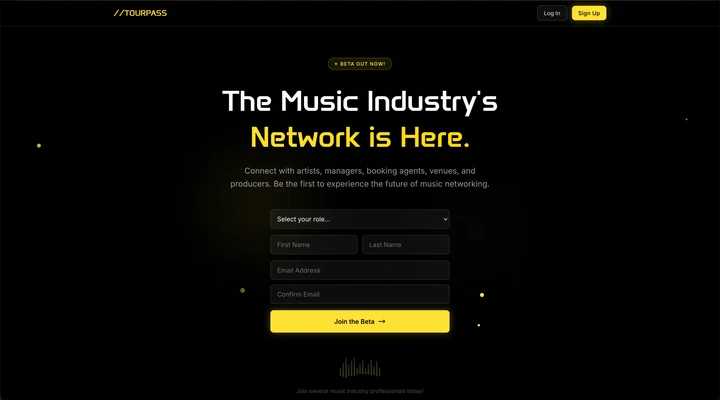 //TOURPASS
Log In
Sign Up
BETA OUT NOW!
The Music Industry's
Network is Here.
Connect with artists, managers, booking agents, venues, and
producers. Be the first to experience the future of music networking.
Select your role...
First Name
Last Name
Email Address
Confirm Email
Join the Beta →
Join several music industry professionals today!